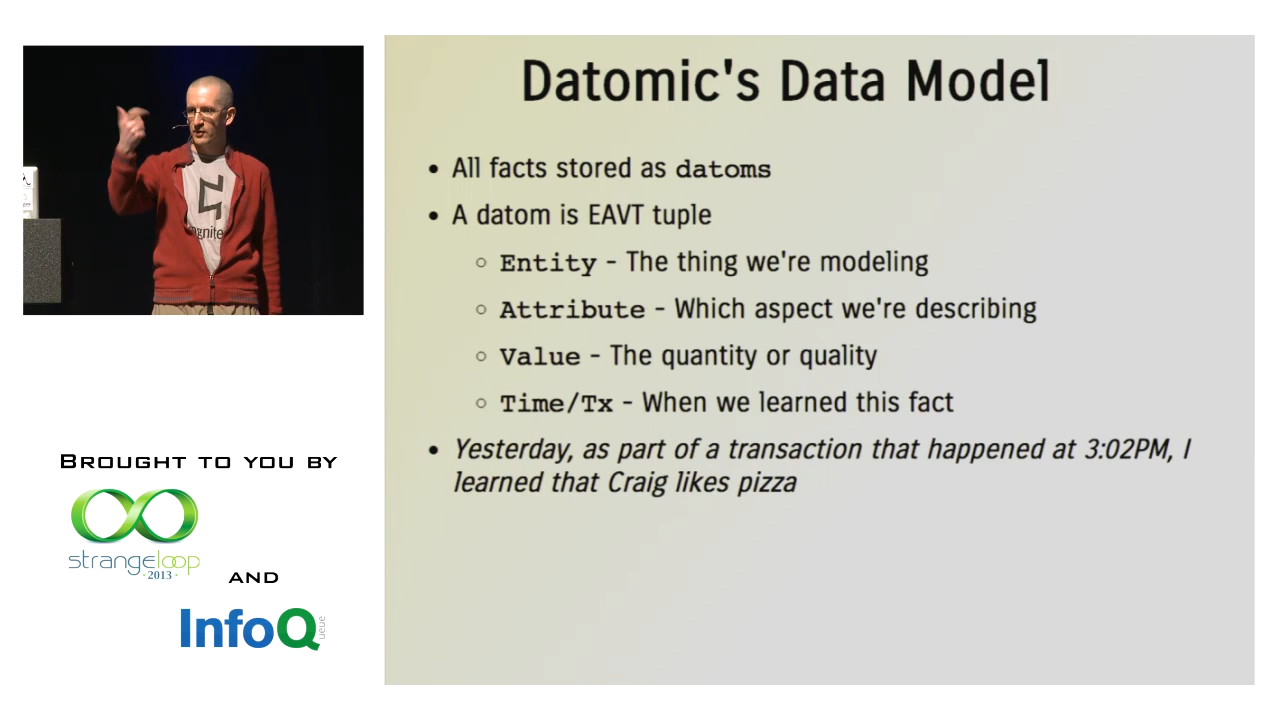 Datomic's Data Model
• All facts stored as datoms
• A datom is EAVT tuple
○ Entity - The thing we're modeling
○ Attribute - Which aspect we're describing
○ Value - The quantity or quality
○ Time/Tx - When we learned this fact
• Yesterday, as part of a transaction that happened at 3:02PM, I
learned that Craig likes pizza
BROUGHT TO YOU BY
strangeloop
·2013·
AND
InfoQ
ueue